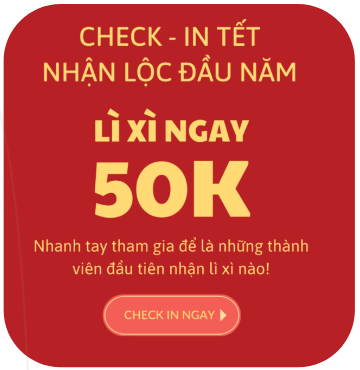 CHECK - IN TẾT
NHẬN LỘC ĐẦU NĂM
LÌ XÌ NGAY
50K
Nhanh tay tham gia để là những thành
viên đầu tiên nhận lì xì nào!
CHECK IN NGAY